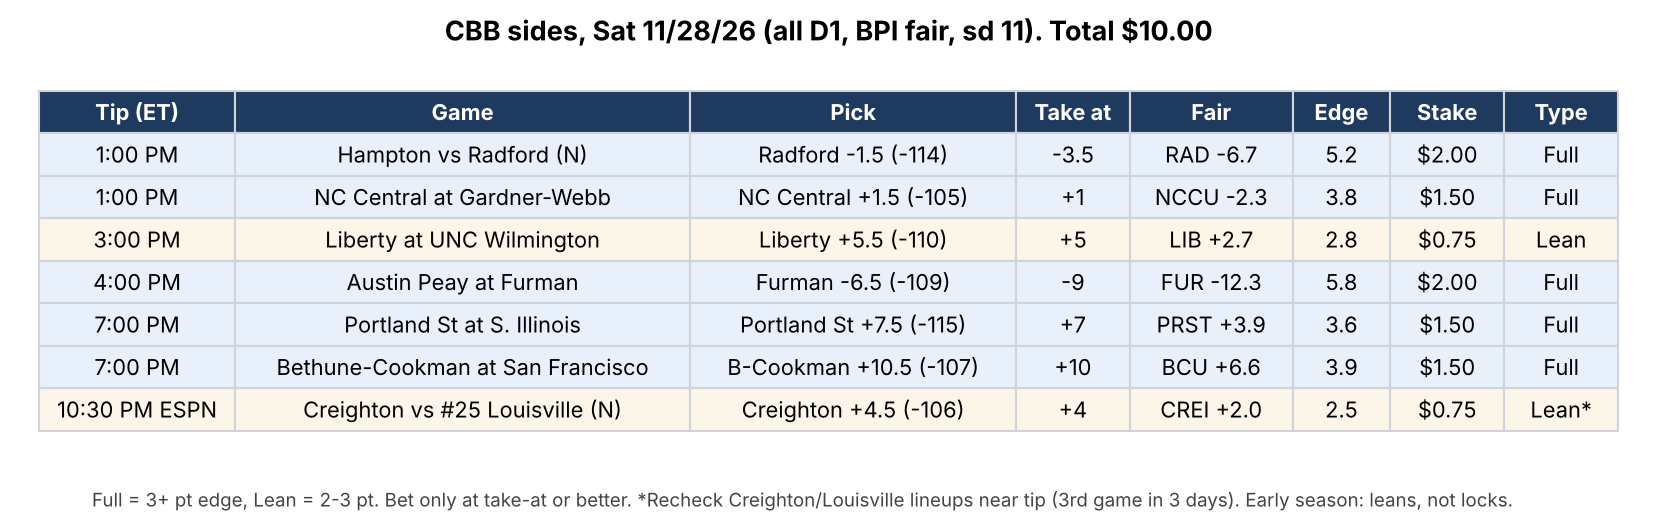 CBB sides, Sat 11/28/26 (all D1, BPI fair, sd 11). Total $10.00
Tip (ET) Game Pick Take at Fair Edge Stake Type
1:00 PM Hampton vs Radford (N) Radford -1.5 (-114) -3.5 RAD -6.7 5.2 $2.00 Full
1:00 PM NC Central at Gardner-Webb NC Central +1.5 (-105) +1 NCCU -2.3 3.8 $1.50 Full
3:00 PM Liberty at UNC Wilmington Liberty +5.5 (-110) +5 LIB +2.7 2.8 $0.75 Lean
4:00 PM Austin Peay at Furman Furman -6.5 (-109) -9 FUR -12.3 5.8 $2.00 Full
7:00 PM Portland St at S. Illinois Portland St +7.5 (-115) +7 PRST +3.9 3.6 $1.50 Full
7:00 PM Bethune-Cookman at San Francisco B-Cookman +10.5 (-107) +10 BCU +6.6 3.9 $1.50 Full
10:30 PM ESPN Creighton vs #25 Louisville (N) Creighton +4.5 (-106) +4 CREI +2.0 2.5 $0.75 Lean*
Full = 3+ pt edge, Lean = 2-3 pt. Bet only at take-at or better. *Recheck Creighton/Louisville lineups near tip (3rd game in 3 days). Early season: leans, not locks.